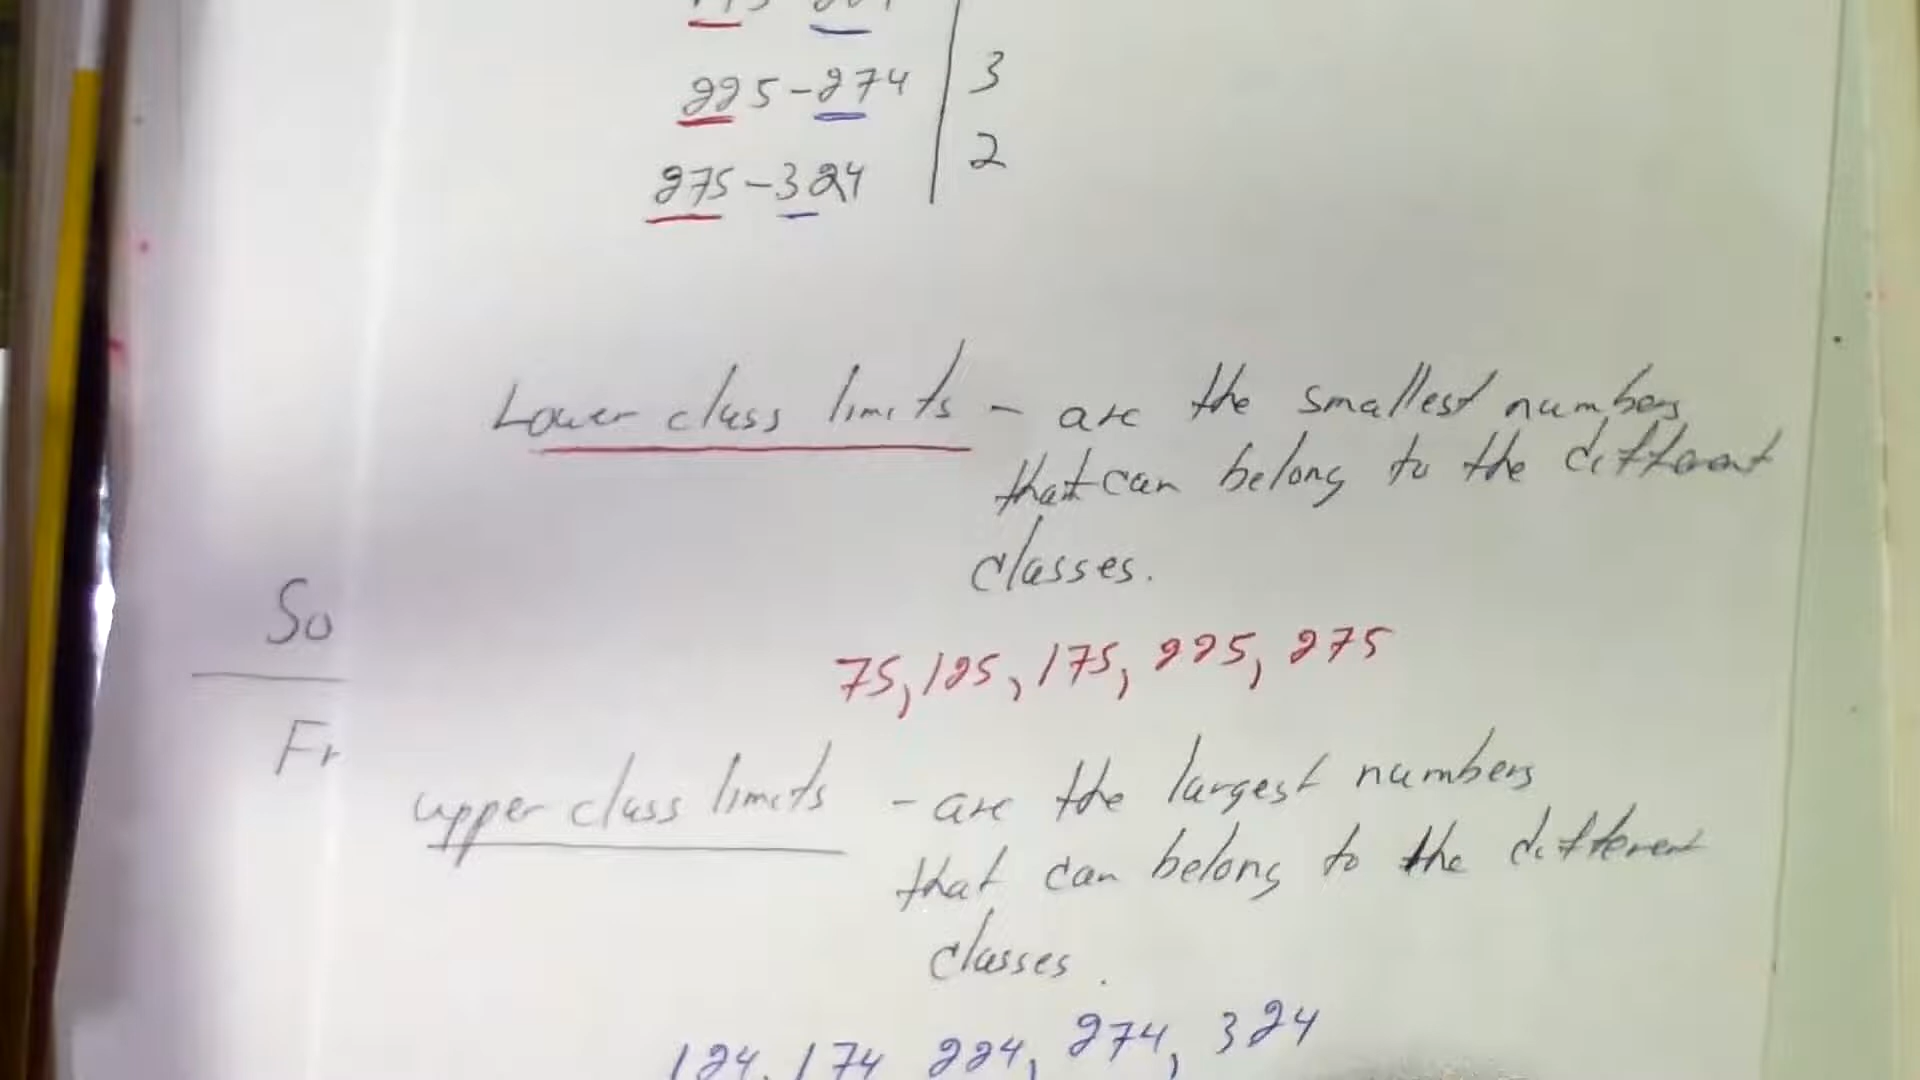 225-274 | 3
275-324 | 2
Lower class limits - are the smallest numbers
that can belong to the different
classes.
So
75, 125, 175, 225, 275
Fr
upper class limits - are the largest numbers
that can belong to the different
classes.
124, 174 224, 274, 324